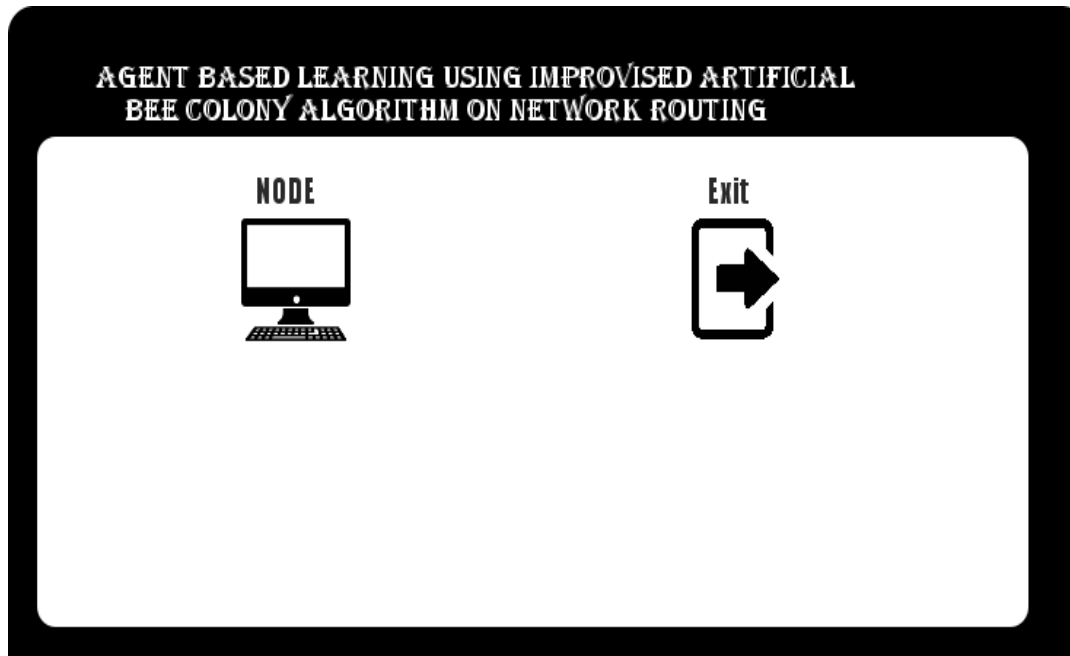 AGENT BASED LEARNING USING IMPROVISED ARTIFICIAL
BEE COLONY ALGORITHM ON NETWORK ROUTING
NODE
Exit